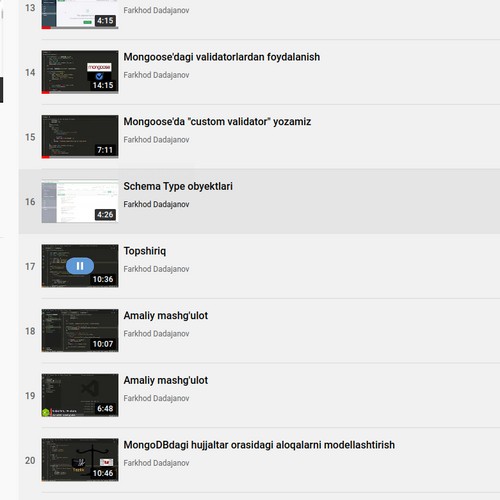 13
4:15
Farkhod Dadajanov
14
mongoose
14:15
Mongoose'dagi validatorlardan foydalanish
Farkhod Dadajanov
15
7:11
Mongoose'da "custom validator" yozamiz
Farkhod Dadajanov
16
4:26
Schema Type obyektlari
Farkhod Dadajanov
17
10:36
Topshiriq
Farkhod Dadajanov
18
10:07
Amaliy mashg'ulot
Farkhod Dadajanov
19
6:48
Amaliy mashg'ulot
Farkhod Dadajanov
20
10:46
MongoDBdagi hujjaltar orasidagi aloqalarni modellashtirish
Farkhod Dadajanov